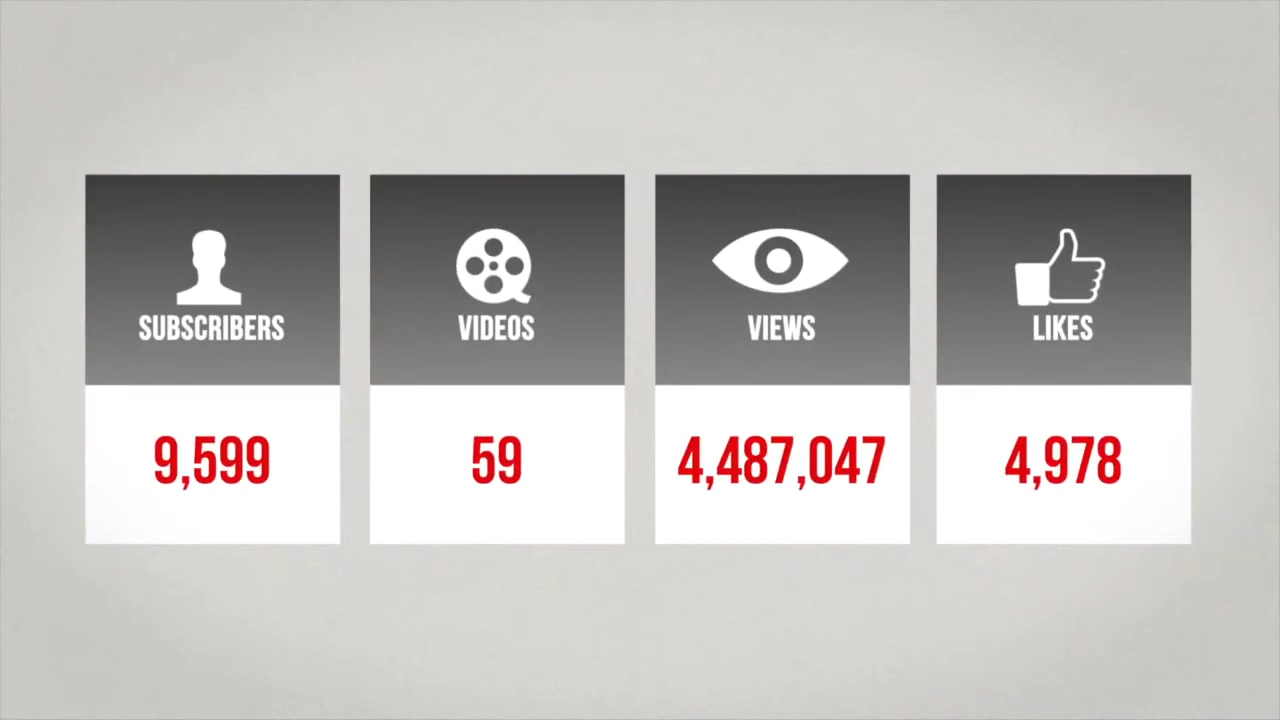 SUBSCRIBERS
VIDEOS
VIEWS
LIKES
9,599
59
4,487,047
4,978